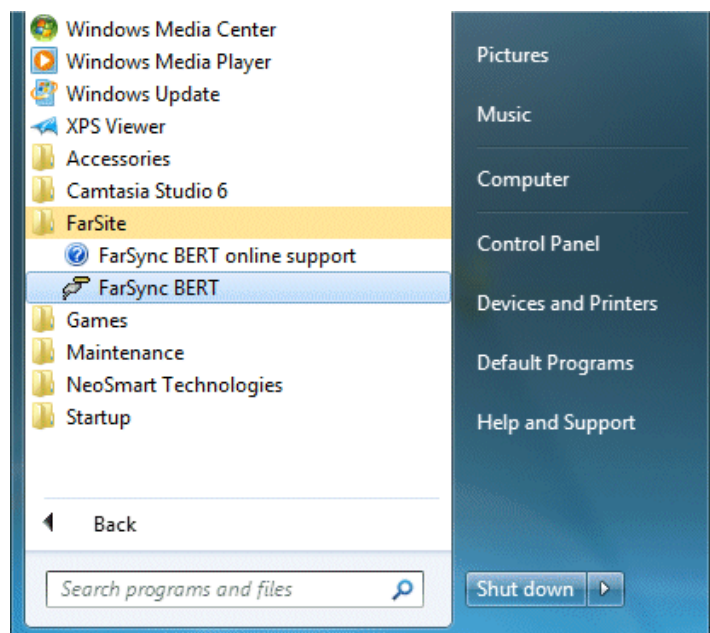 Windows Media Center
Windows Media Player
Windows Update
XPS Viewer
Accessories
Camtasia Studio 6
FarSite
FarSync BERT online support
FarSync BERT
Games
Maintenance
NeoSmart Technologies
Startup
Back
Search programs and files
Pictures
Music
Computer
Control Panel
Devices and Printers
Default Programs
Help and Support
Shut down